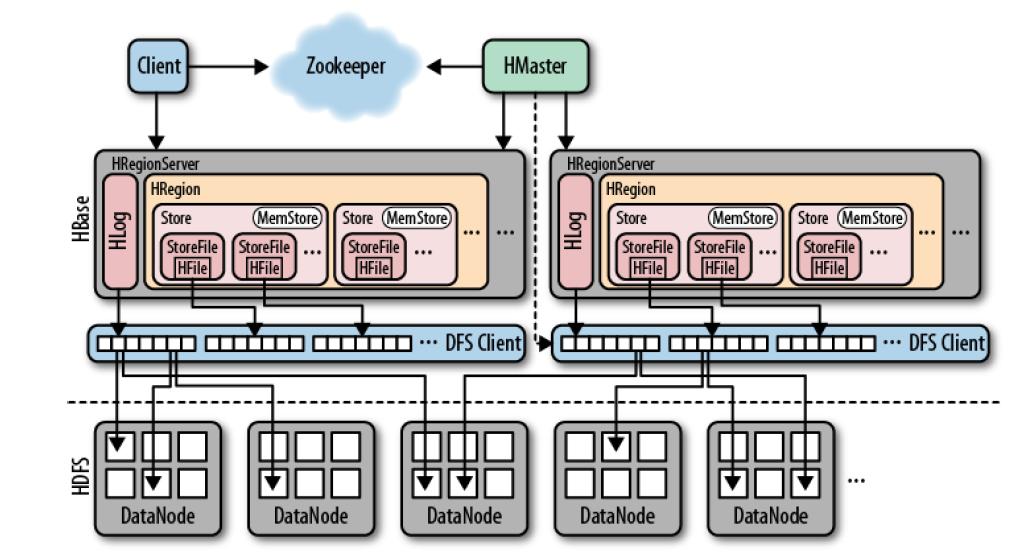 Client
Zookeeper
HMaster
HBase
HRegionServer
HLog
HRegion
Store
MemStore
StoreFile
HFile
StoreFile
HFile
...
Store
MemStore
StoreFile
HFile
...
...
...
HRegionServer
HLog
HRegion
Store
MemStore
StoreFile
HFile
StoreFile
HFile
...
Store
MemStore
StoreFile
HFile
...
...
...
... DFS Client
... DFS Client
HDFS
DataNode
DataNode
DataNode
DataNode
DataNode
...